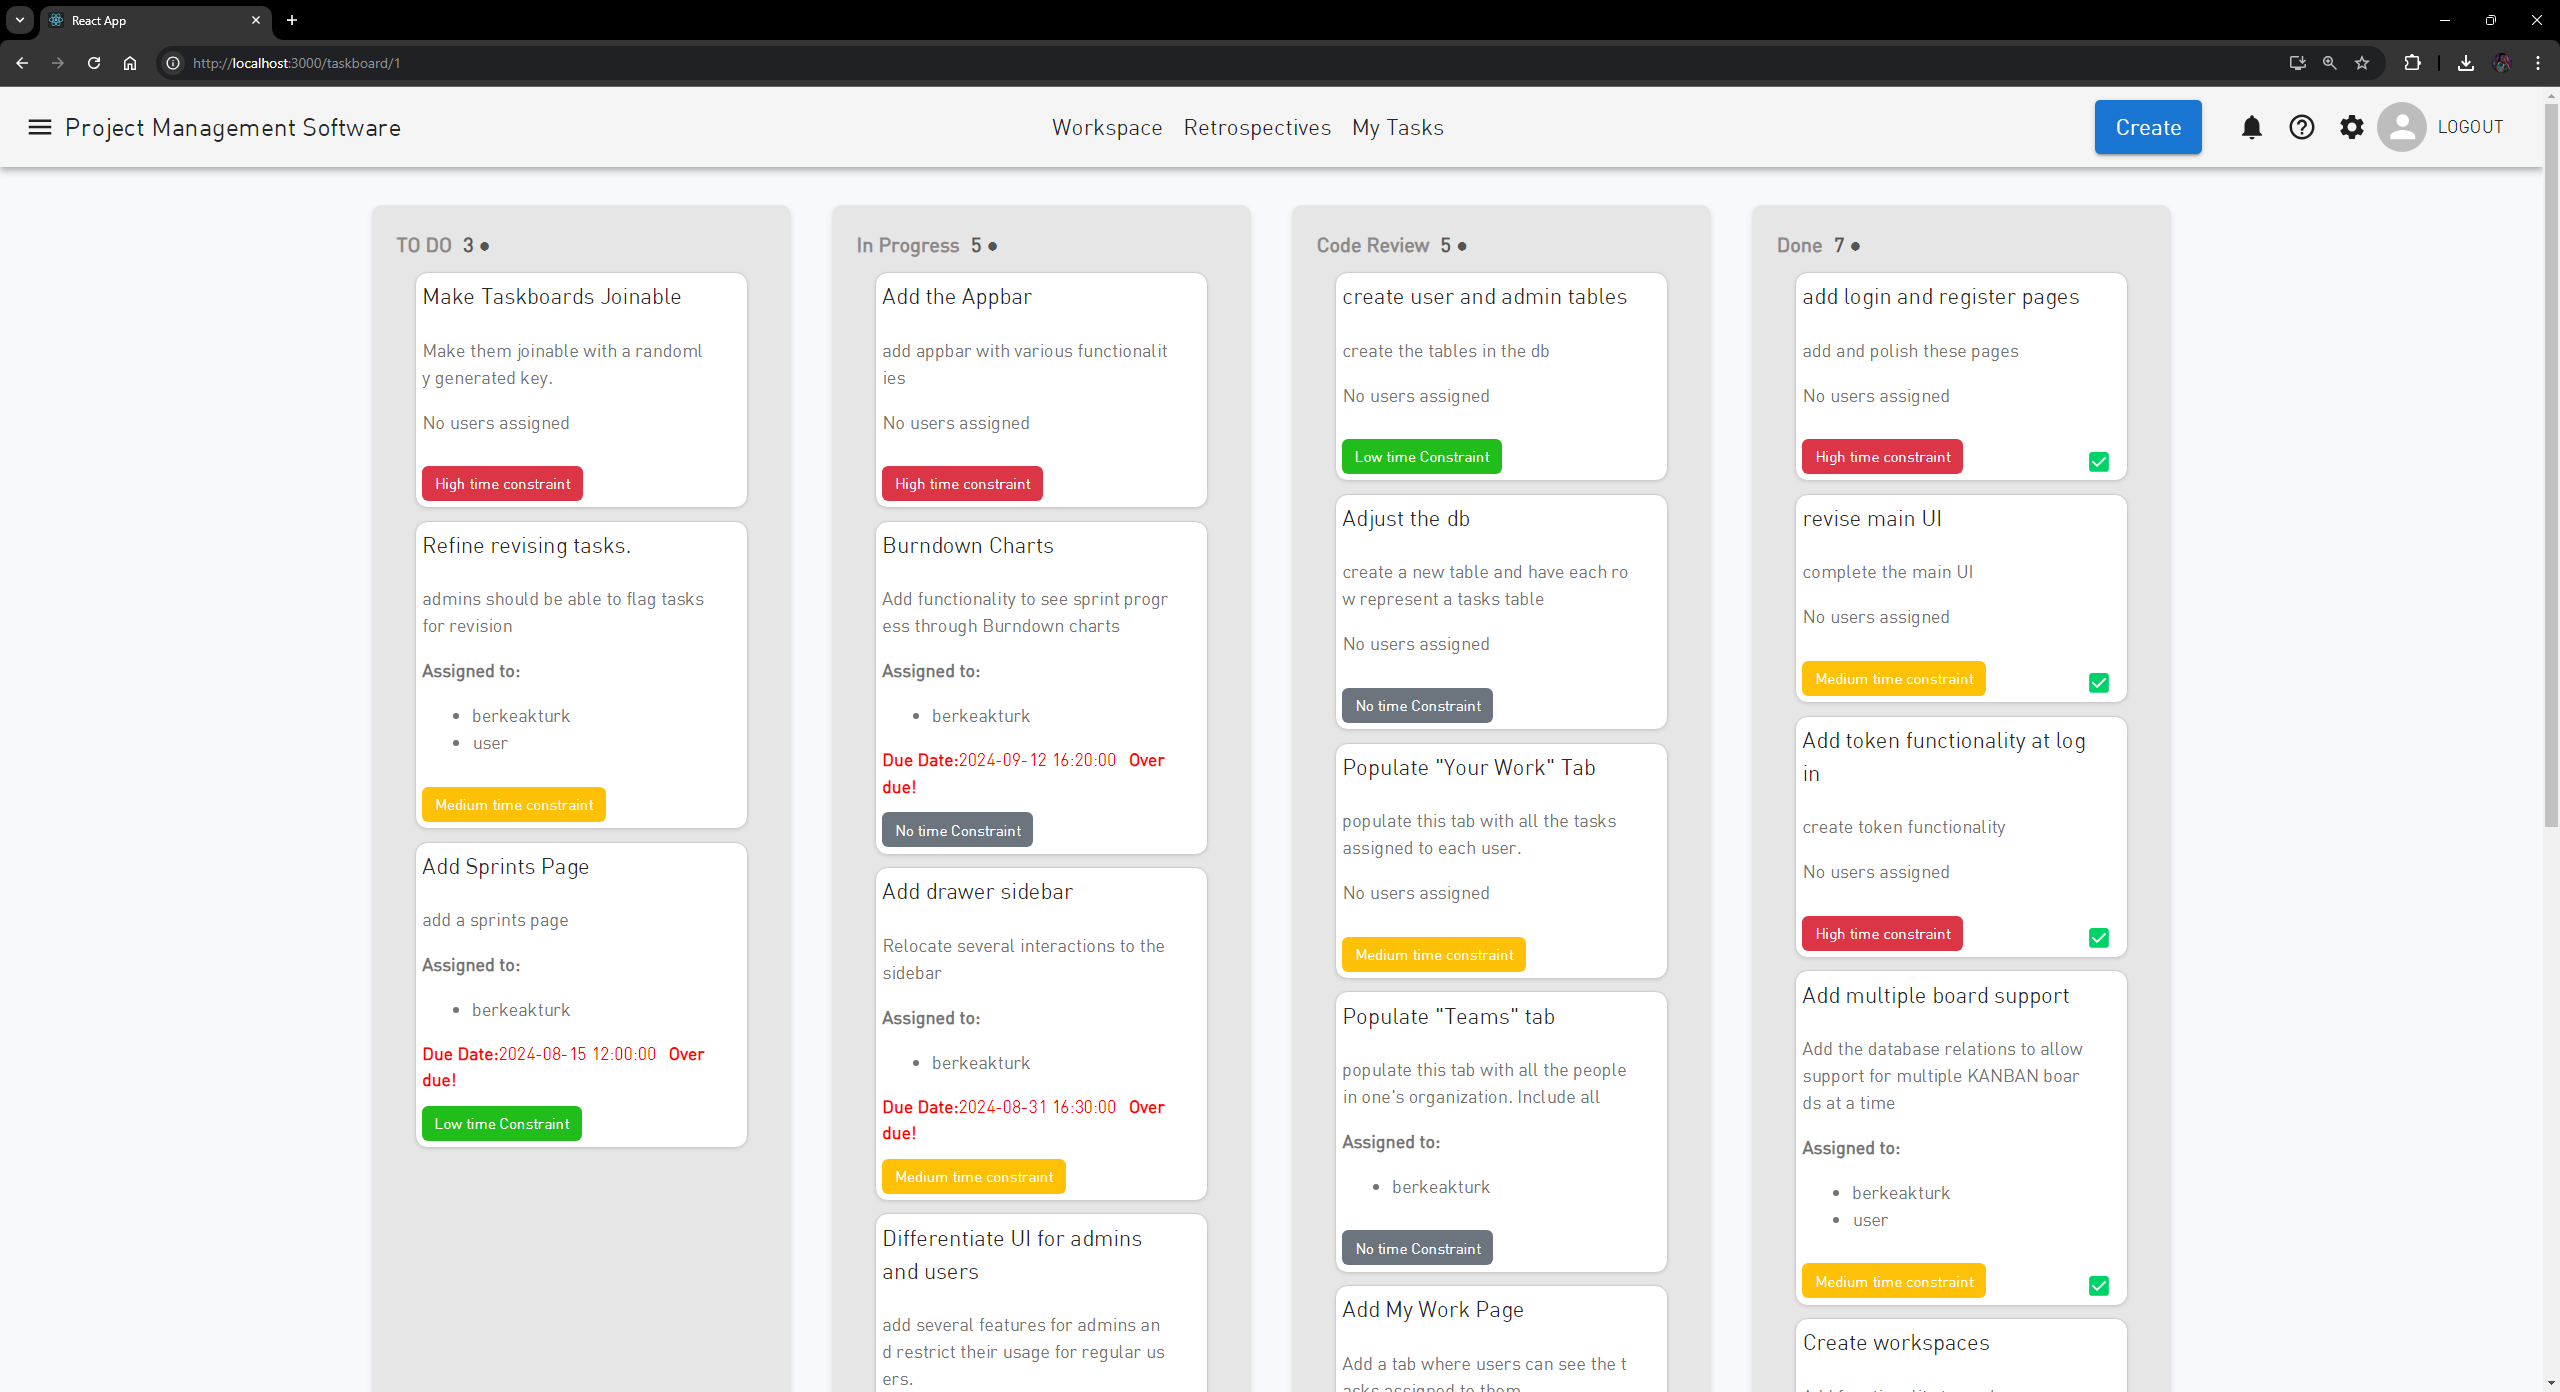 React App
http://localhost:3000/taskboard/1
Project Management Software
Workspace Retrospectives My Tasks
Create
LOGOUT
TO DO 3
Make Taskboards Joinable
Make them joinable with a randoml
y generated key.
No users assigned
High time constraint
Refine revising tasks.
admins should be able to flag tasks
for revision
Assigned to:
berkeakturk
user
Medium time constraint
Add Sprints Page
add a sprints page
Assigned to:
berkeakturk
Due Date:2024-08-15 12:00:00 Over
due!
Low time Constraint
In Progress 5
Add the Appbar
add appbar with various functionalit
ies
No users assigned
High time constraint
Burndown Charts
Add functionality to see sprint progr
ess through Burndown charts
Assigned to:
berkeakturk
Due Date:2024-09-12 16:20:00 Over
due!
No time Constraint
Add drawer sidebar
Relocate several interactions to the
sidebar
Assigned to:
berkeakturk
Due Date:2024-08-31 16:30:00 Over
due!
Medium time constraint
Differentiate UI for admins
and users
add several features for admins an
d restrict their usage for regular us
ers.
Code Review 5
create user and admin tables
create the tables in the db
No users assigned
Low time Constraint
Adjust the db
create a new table and have each ro
w represent a tasks table
No users assigned
No time Constraint
Populate "Your Work" Tab
populate this tab with all the tasks
assigned to each user.
No users assigned
Medium time constraint
Populate "Teams" tab
populate this tab with all the people
in one's organization. Include all
Assigned to:
berkeakturk
No time Constraint
Add My Work Page
Add a tab where users can see the t
asks assigned to them
Done 7
add login and register pages
add and polish these pages
No users assigned
High time constraint
revise main UI
complete the main UI
No users assigned
Medium time constraint
Add token functionality at log
in
create token functionality
No users assigned
High time constraint
Add multiple board support
Add the database relations to allow
support for multiple KANBAN boar
ds at a time
Assigned to:
berkeakturk
user
Medium time constraint
Create workspaces